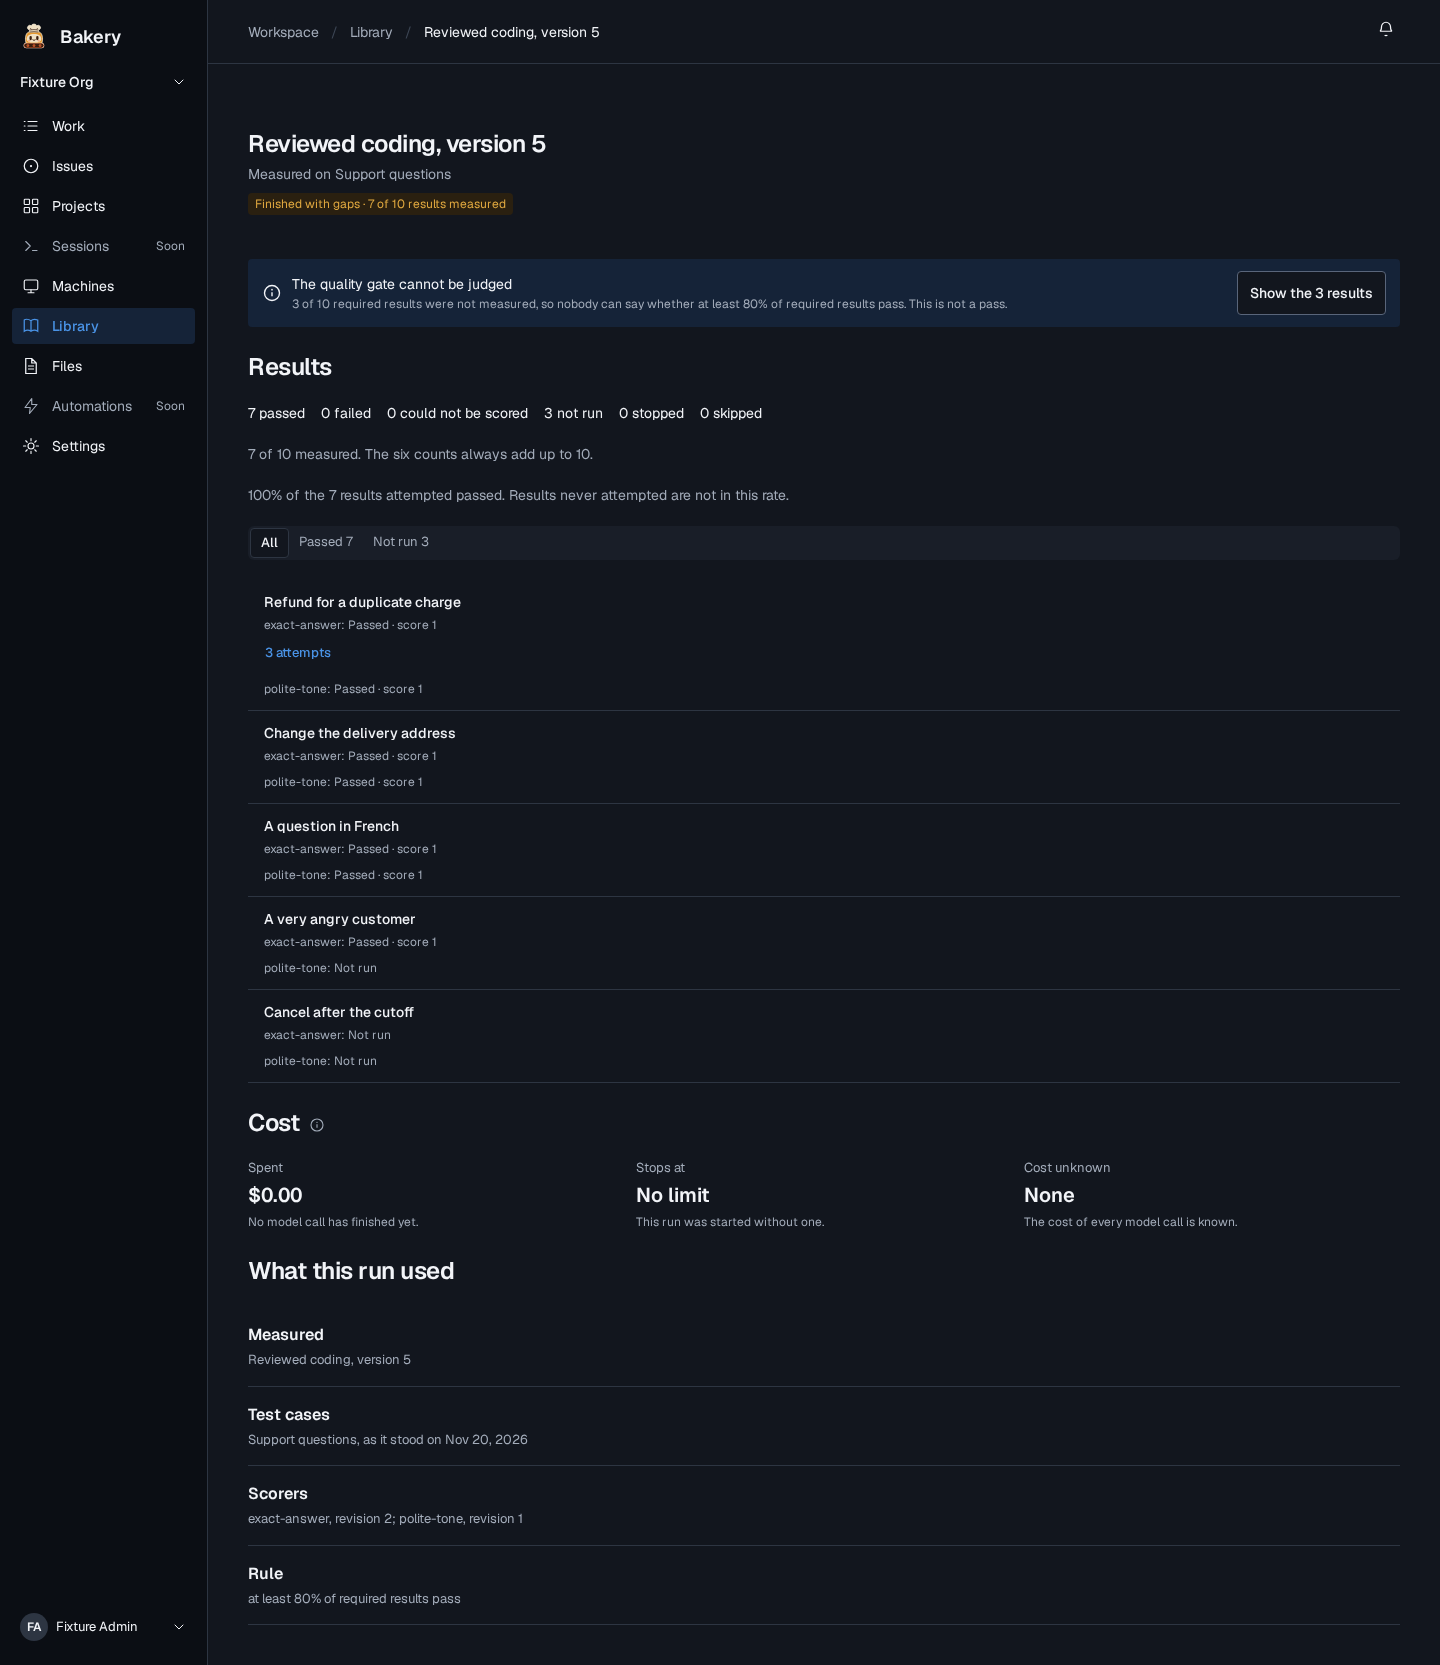 Bakery
Fixture Org
Work
Issues
Projects
Sessions Soon
Machines
Library
Files
Automations Soon
Settings
FA Fixture Admin
Workspace / Library / Reviewed coding, version 5
Reviewed coding, version 5
Measured on Support questions
Finished with gaps · 7 of 10 results measured
The quality gate cannot be judged
3 of 10 required results were not measured, so nobody can say whether at least 80% of required results pass. This is not a pass.
Show the 3 results
Results
7 passed 0 failed 0 could not be scored 3 not run 0 stopped 0 skipped
7 of 10 measured. The six counts always add up to 10.
100% of the 7 results attempted passed. Results never attempted are not in this rate.
All Passed 7 Not run 3
Refund for a duplicate charge
exact-answer: Passed · score 1
3 attempts
polite-tone: Passed · score 1
Change the delivery address
exact-answer: Passed · score 1
polite-tone: Passed · score 1
A question in French
exact-answer: Passed · score 1
polite-tone: Passed · score 1
A very angry customer
exact-answer: Passed · score 1
polite-tone: Not run
Cancel after the cutoff
exact-answer: Not run
polite-tone: Not run
Cost
Spent
$0.00
No model call has finished yet.
Stops at
No limit
This run was started without one.
Cost unknown
None
The cost of every model call is known.
What this run used
Measured
Reviewed coding, version 5
Test cases
Support questions, as it stood on Nov 20, 2026
Scorers
exact-answer, revision 2; polite-tone, revision 1
Rule
at least 80% of required results pass